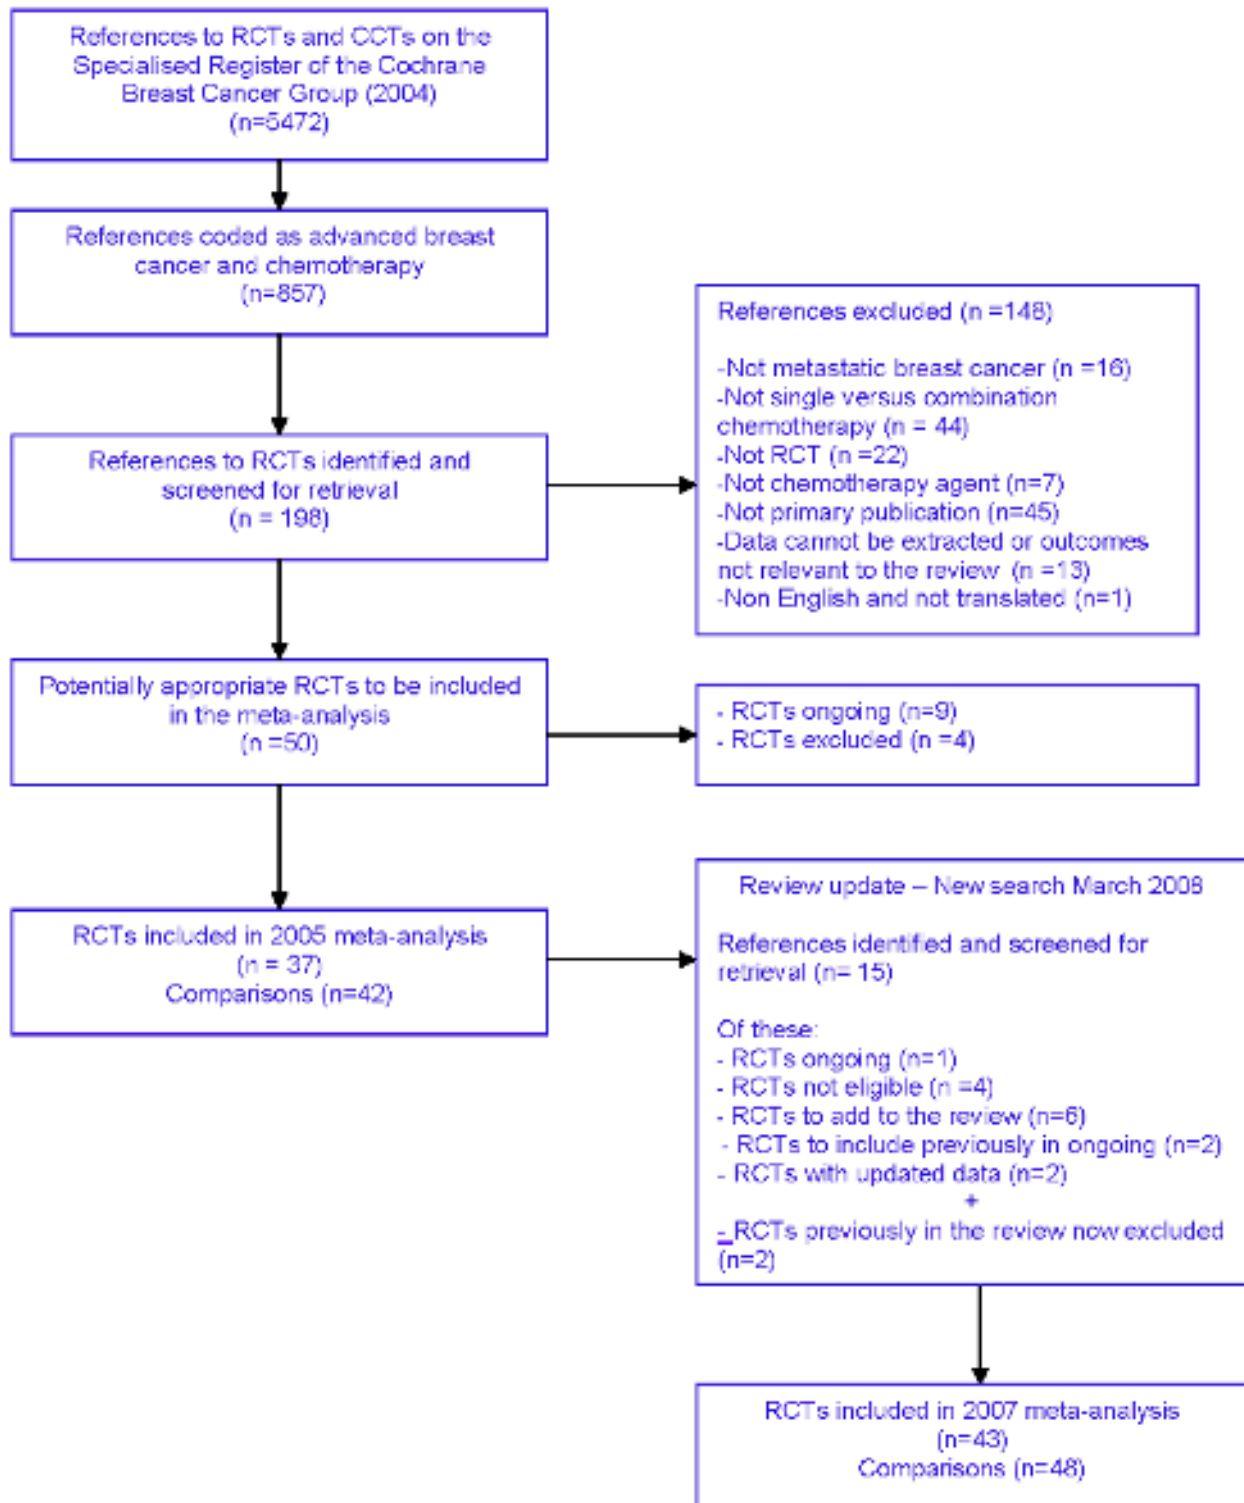 References to RCTs and CCTs on the
Specialised Register of the Cochrane
Breast Cancer Group (2004)
(n=5472)
References coded as advanced breast
cancer and chemotherapy
(n=857)
References to RCTs identified and
screened for retrieval
(n = 198)
References excluded (n =148)
-Not metastatic breast cancer (n =16)
-Not single versus combination
chemotherapy (n = 44)
-Not RCT (n =22)
-Not chemotherapy agent (n=7)
-Not primary publication (n=45)
-Data cannot be extracted or outcomes
not relevant to the review (n =13)
-Non English and not translated (n=1)
Potentially appropriate RCTs to be included
in the meta-analysis
(n =50)
- RCTs ongoing (n=9)
- RCTs excluded (n =4)
RCTs included in 2005 meta-analysis
(n = 37)
Comparisons (n=42)
Review update – New search March 2008
References identified and screened for
retrieval (n= 15)
Of these:
- RCTs ongoing (n=1)
- RCTs not eligible (n =4)
- RCTs to add to the review (n=6)
- RCTs to include previously in ongoing (n=2)
- RCTs with updated data (n=2)
+
- RCTs previously in the review now excluded
(n=2)
RCTs included in 2007 meta-analysis
(n=43)
Comparisons (n=48)